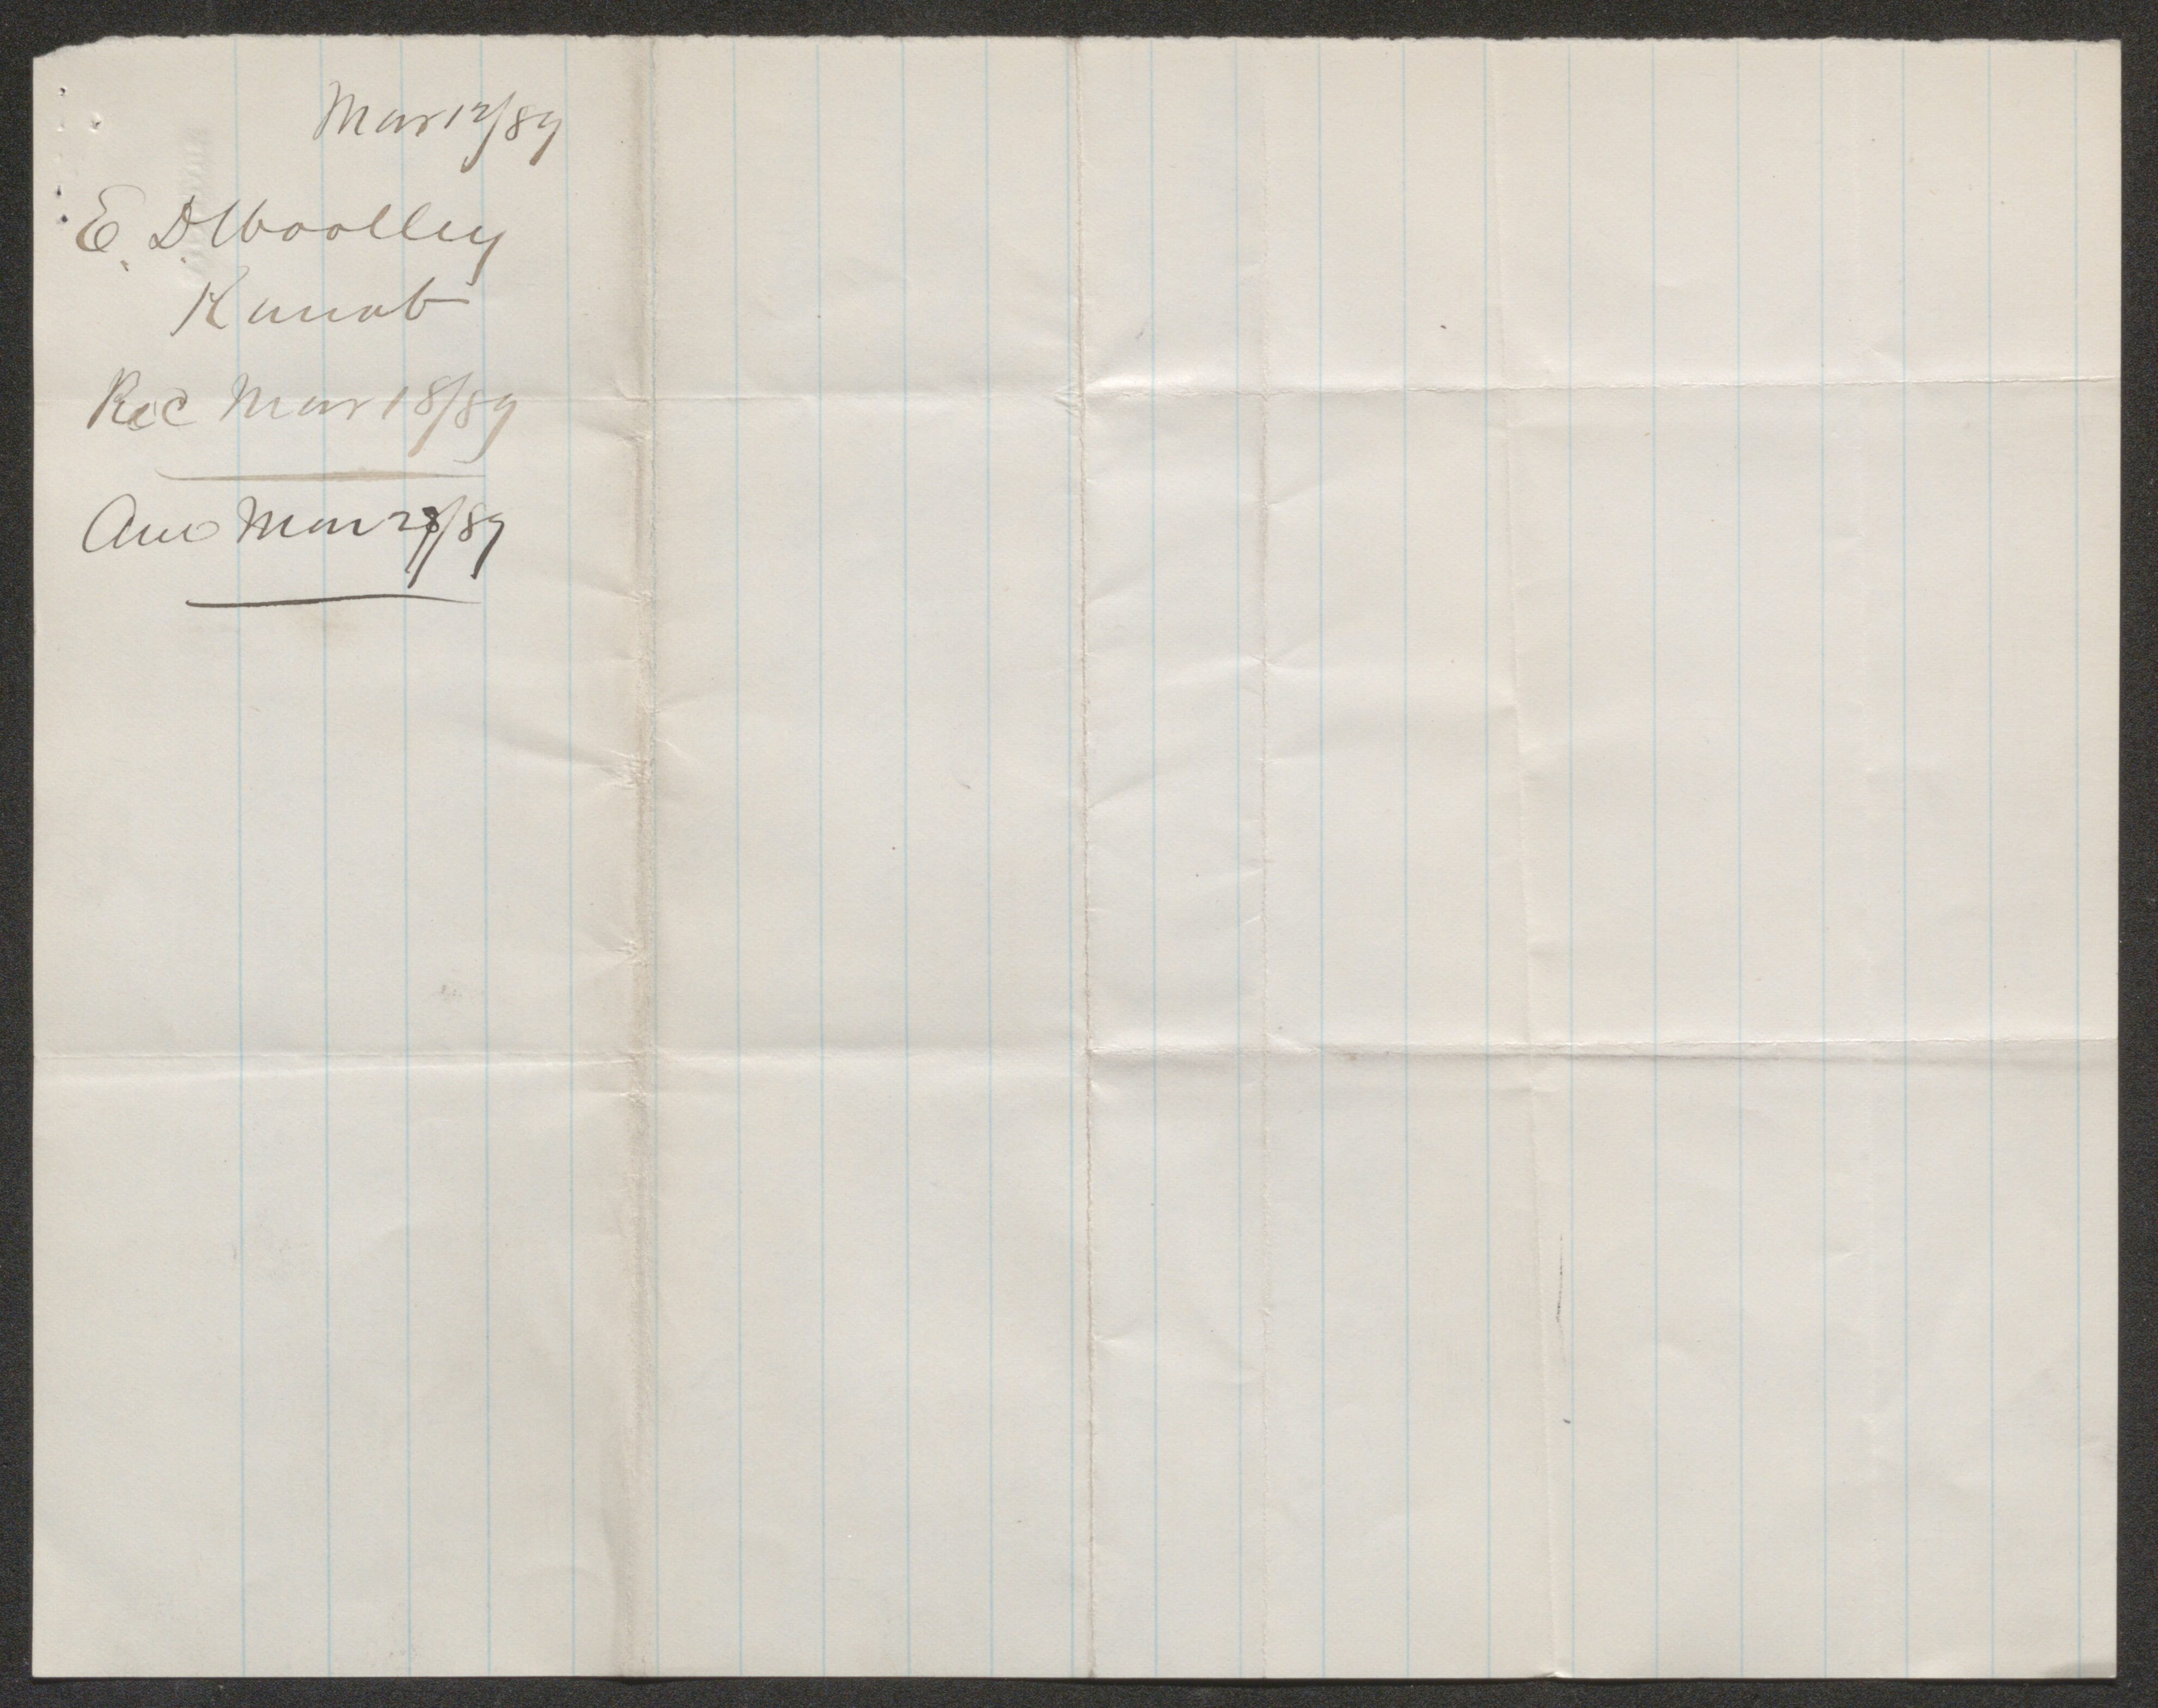 Mar 12/89
E. D. Woolley
Kanab
Rec Mar 18/89
Ans Mar 28/89